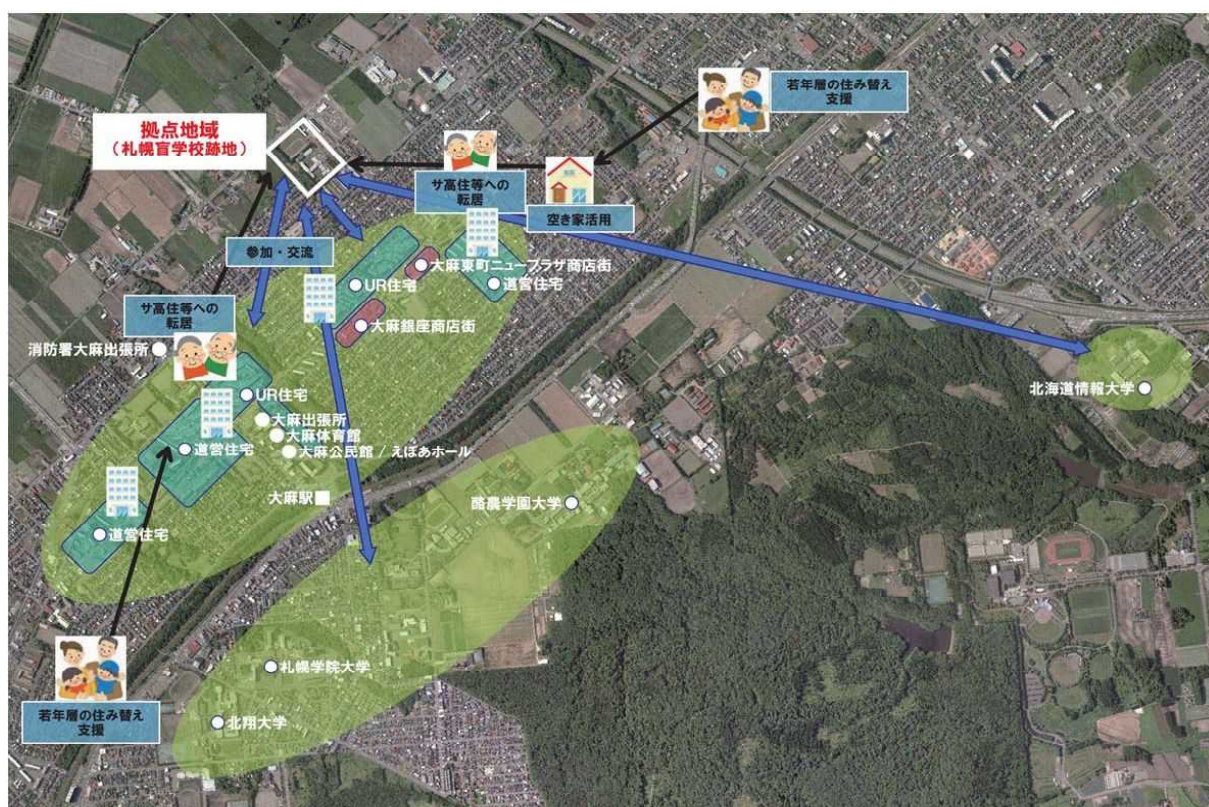 若年層の住み替え
支援
拠点地域
（札幌盲学校跡地）
サ高住等への
転居
空き家活用
参加・交流
大麻東町ニュープラザ商店街
UR住宅
道営住宅
サ高住等への
転居
大麻銀座商店街
消防署大麻出張所
北海道情報大学
UR住宅
大麻出張所
大麻体育館
道営住宅
大麻公民館 / えぽあホール
大麻駅
酪農学園大学
道営住宅
札幌学院大学
若年層の住み替え
支援
北翔大学